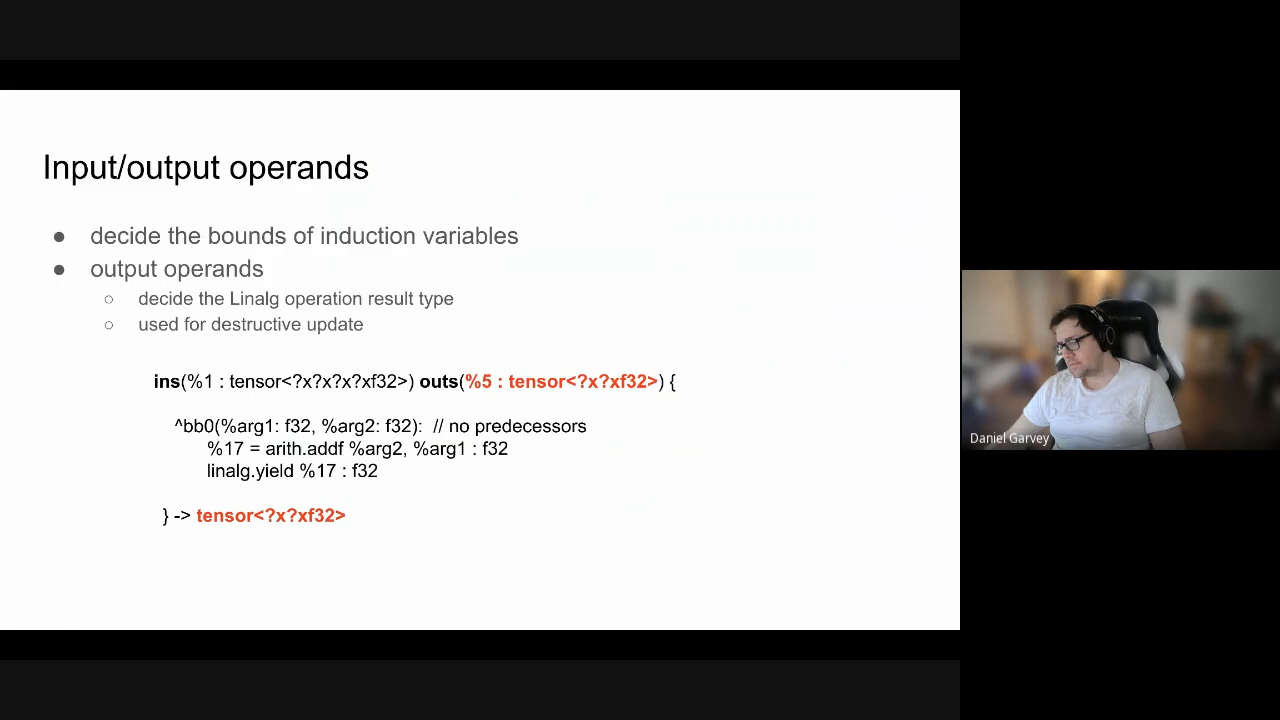 Input/output operands
● decide the bounds of induction variables
● output operands
○ decide the Linalg operation result type
○ used for destructive update
ins(%1 : tensor<?x?x?x?xf32>) outs(%5 : tensor<?x?xf32>) {
^bb0(%arg1: f32, %arg2: f32):  // no predecessors
%17 = arith.addf %arg2, %arg1 : f32
linalg.yield %17 : f32
} -> tensor<?x?xf32>
Daniel Garvey